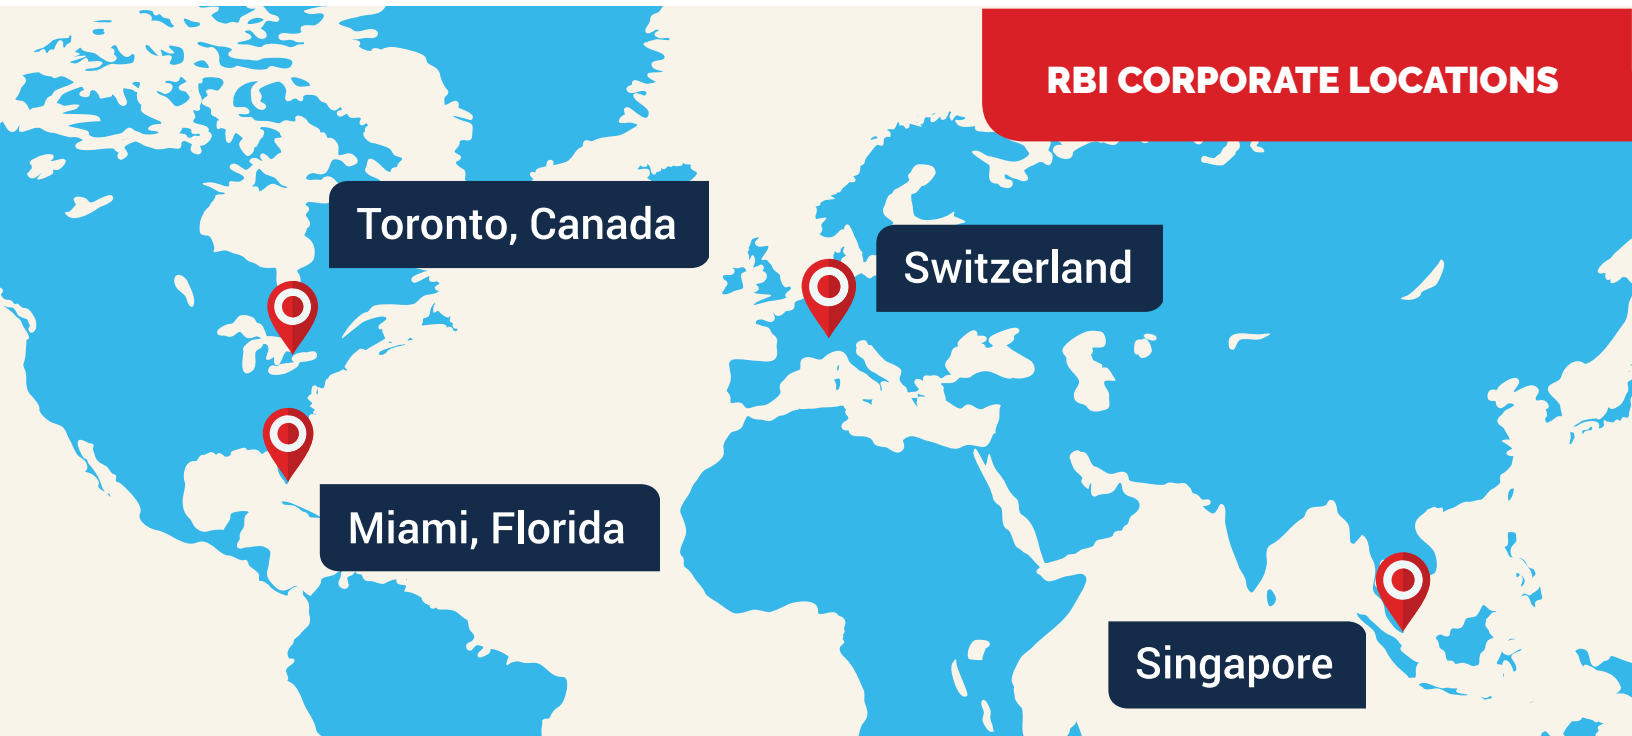 RBI CORPORATE LOCATIONS
Toronto, Canada
Switzerland
Miami, Florida
Singapore